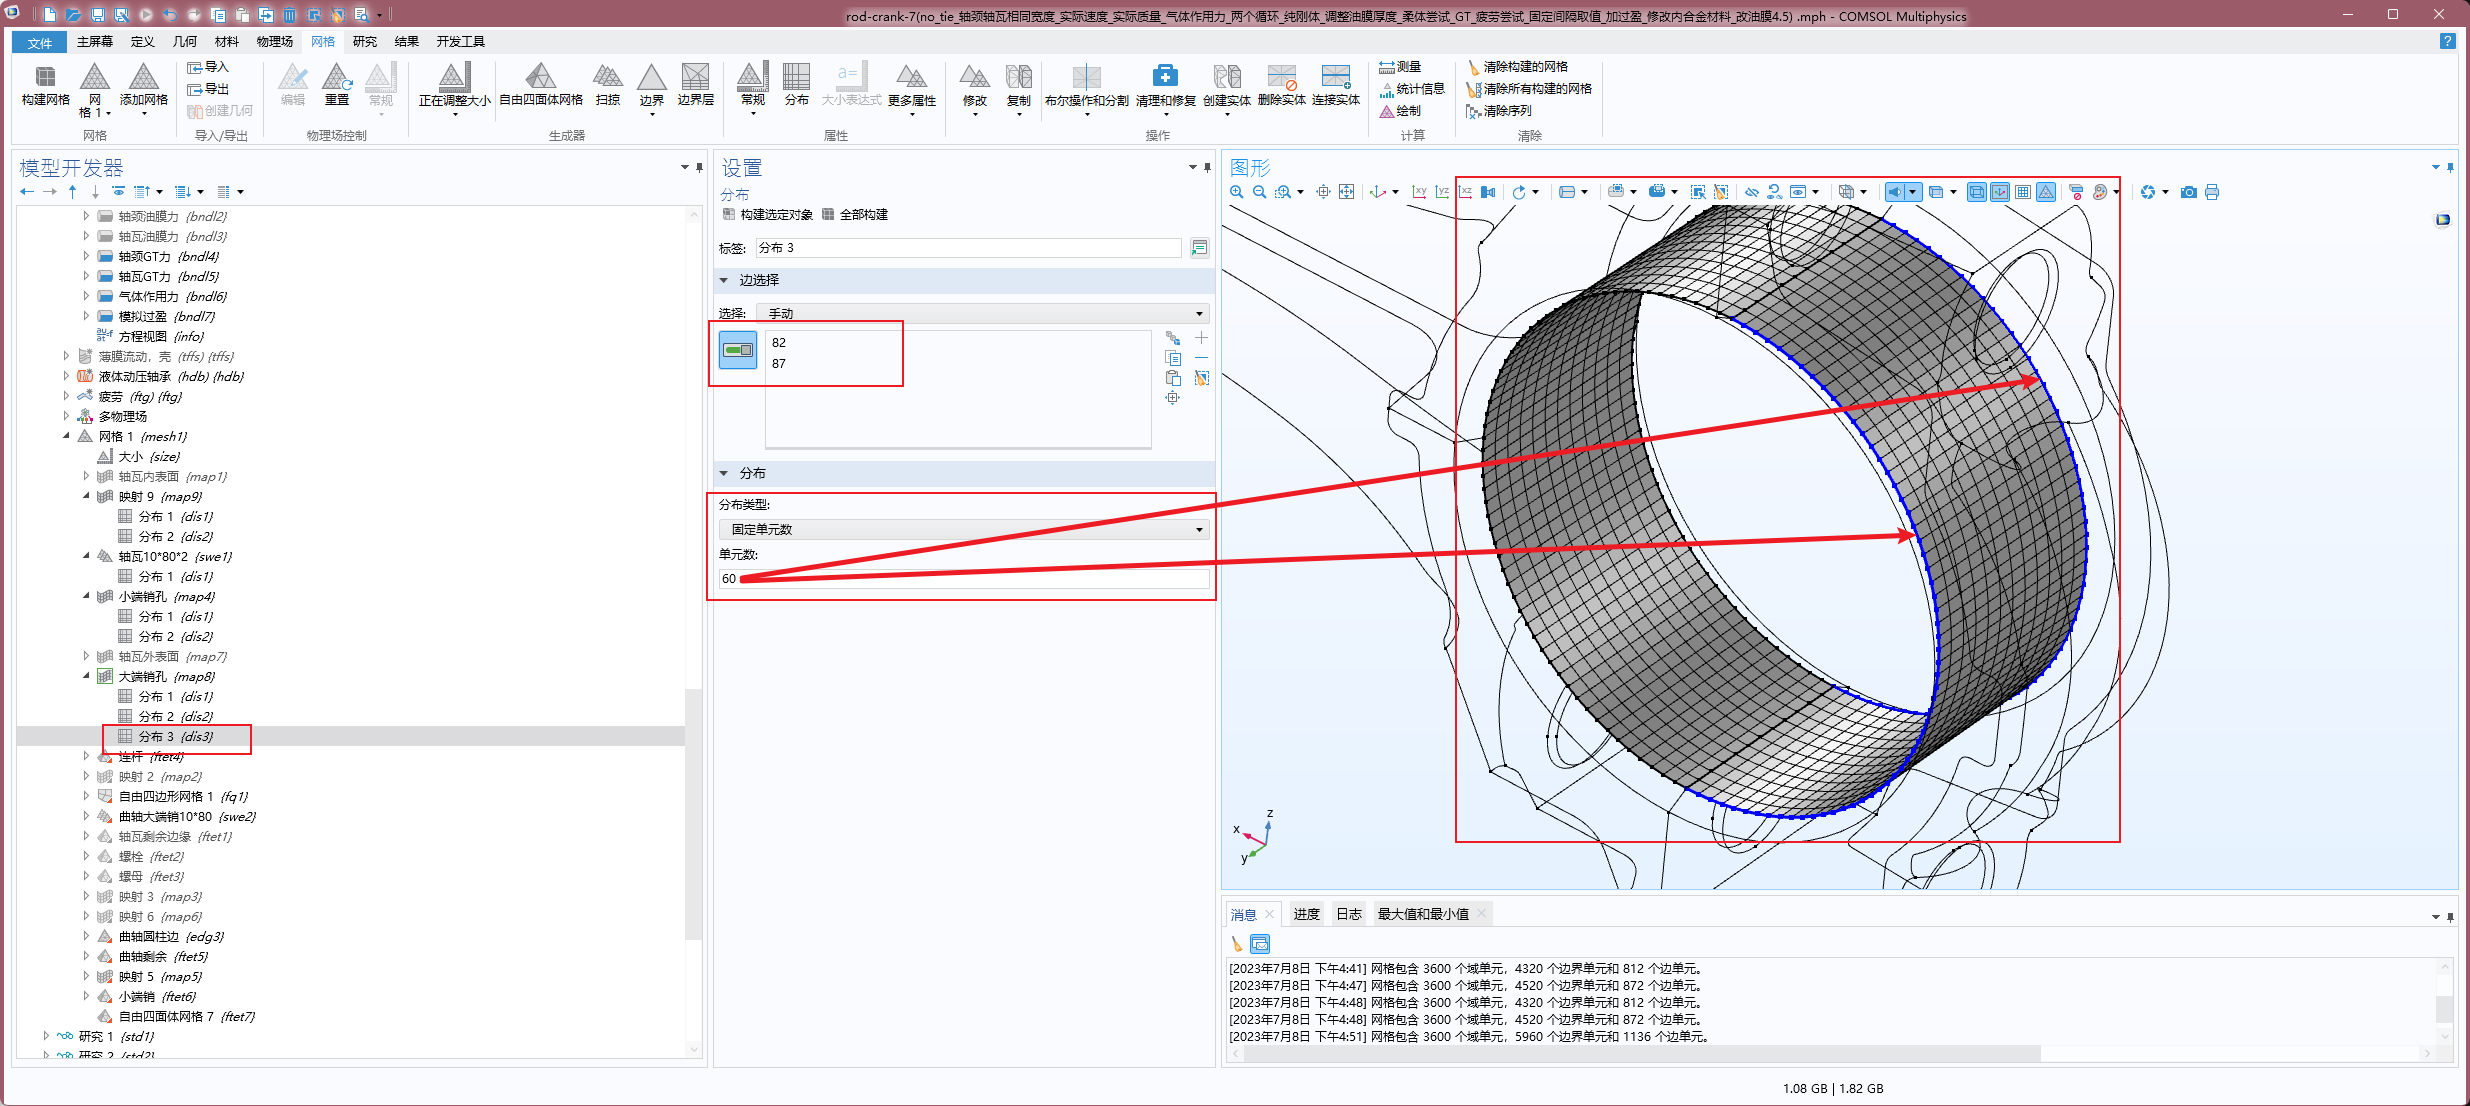 rod-crank-7(no_tie_轴颈轴瓦相同宽度_实际速度_实际质量_气体作用力_两个循环_纯刚体_调整油膜厚度_柔体尝试_GT_疲劳尝试_固定间隔取值_加过盈_修改内合金材料_改油膜4.5) .mph - COMSOL Multiphysics
文件 主屏幕 定义 几何 材料 物理场 网格 研究 结果 开发工具
构建网格 网格 1 添加网格
网格
导入
导出
创建几何
导入/导出
编辑 重置 常规
物理场控制
正在调整大小 自由四面体网格 扫掠 边界 边界层
生成器
常规 分布 大小表达式 更多属性
属性
修改 复制 布尔操作和分割 清理和修复 创建实体 删除实体 连接实体
操作
测量
统计信息
绘制
计算
清除构建的网格
清除所有构建的网格
清除序列
清除
模型开发器
轴颈油膜力 {bndl2}
轴瓦油膜力 {bndl3}
轴颈GT力 {bndl4}
轴瓦GT力 {bndl5}
气体作用力 {bndl6}
模拟过盈 {bndl7}
方程视图 {info}
薄膜流动，壳 (tffs) {tffs}
液体动压轴承 (hdb) {hdb}
疲劳 (ftg) {ftg}
多物理场
网格 1 {mesh1}
大小 {size}
轴瓦内表面 {map1}
映射 9 {map9}
分布 1 {dis1}
分布 2 {dis2}
轴瓦10*80*2 {swe1}
分布 1 {dis1}
小端销孔 {map4}
分布 1 {dis1}
分布 2 {dis2}
轴瓦外表面 {map7}
大端销孔 {map8}
分布 1 {dis1}
分布 2 {dis2}
分布 3 {dis3}
连杆 {ftet4}
映射 2 {map2}
自由四边形网格 1 {fq1}
曲轴大端销10*80 {swe2}
轴瓦剩余边缘 {ftet1}
螺栓 {ftet2}
螺母 {ftet3}
映射 3 {map3}
映射 6 {map6}
曲轴圆柱边 {edg3}
曲轴剩余 {ftet5}
映射 5 {map5}
小端销 {ftet6}
自由四面体网格 7 {ftet7}
研究 1 {std1}
研究 2 {std2}
设置
分布
构建选定对象 全部构建
标签: 分布 3
边选择
选择: 手动
82
87
分布
分布类型:
固定单元数
单元数:
60
图形
xy yz xz
z
x
y
消息 进度 日志 最大值和最小值
[2023年7月8日 下午4:41] 网格包含 3600 个域单元，4320 个边界单元和 812 个边单元。
[2023年7月8日 下午4:47] 网格包含 3600 个域单元，4520 个边界单元和 872 个边单元。
[2023年7月8日 下午4:48] 网格包含 3600 个域单元，4320 个边界单元和 812 个边单元。
[2023年7月8日 下午4:48] 网格包含 3600 个域单元，4520 个边界单元和 872 个边单元。
[2023年7月8日 下午4:51] 网格包含 3600 个域单元，5960 个边界单元和 1136 个边单元。
1.08 GB | 1.82 GB